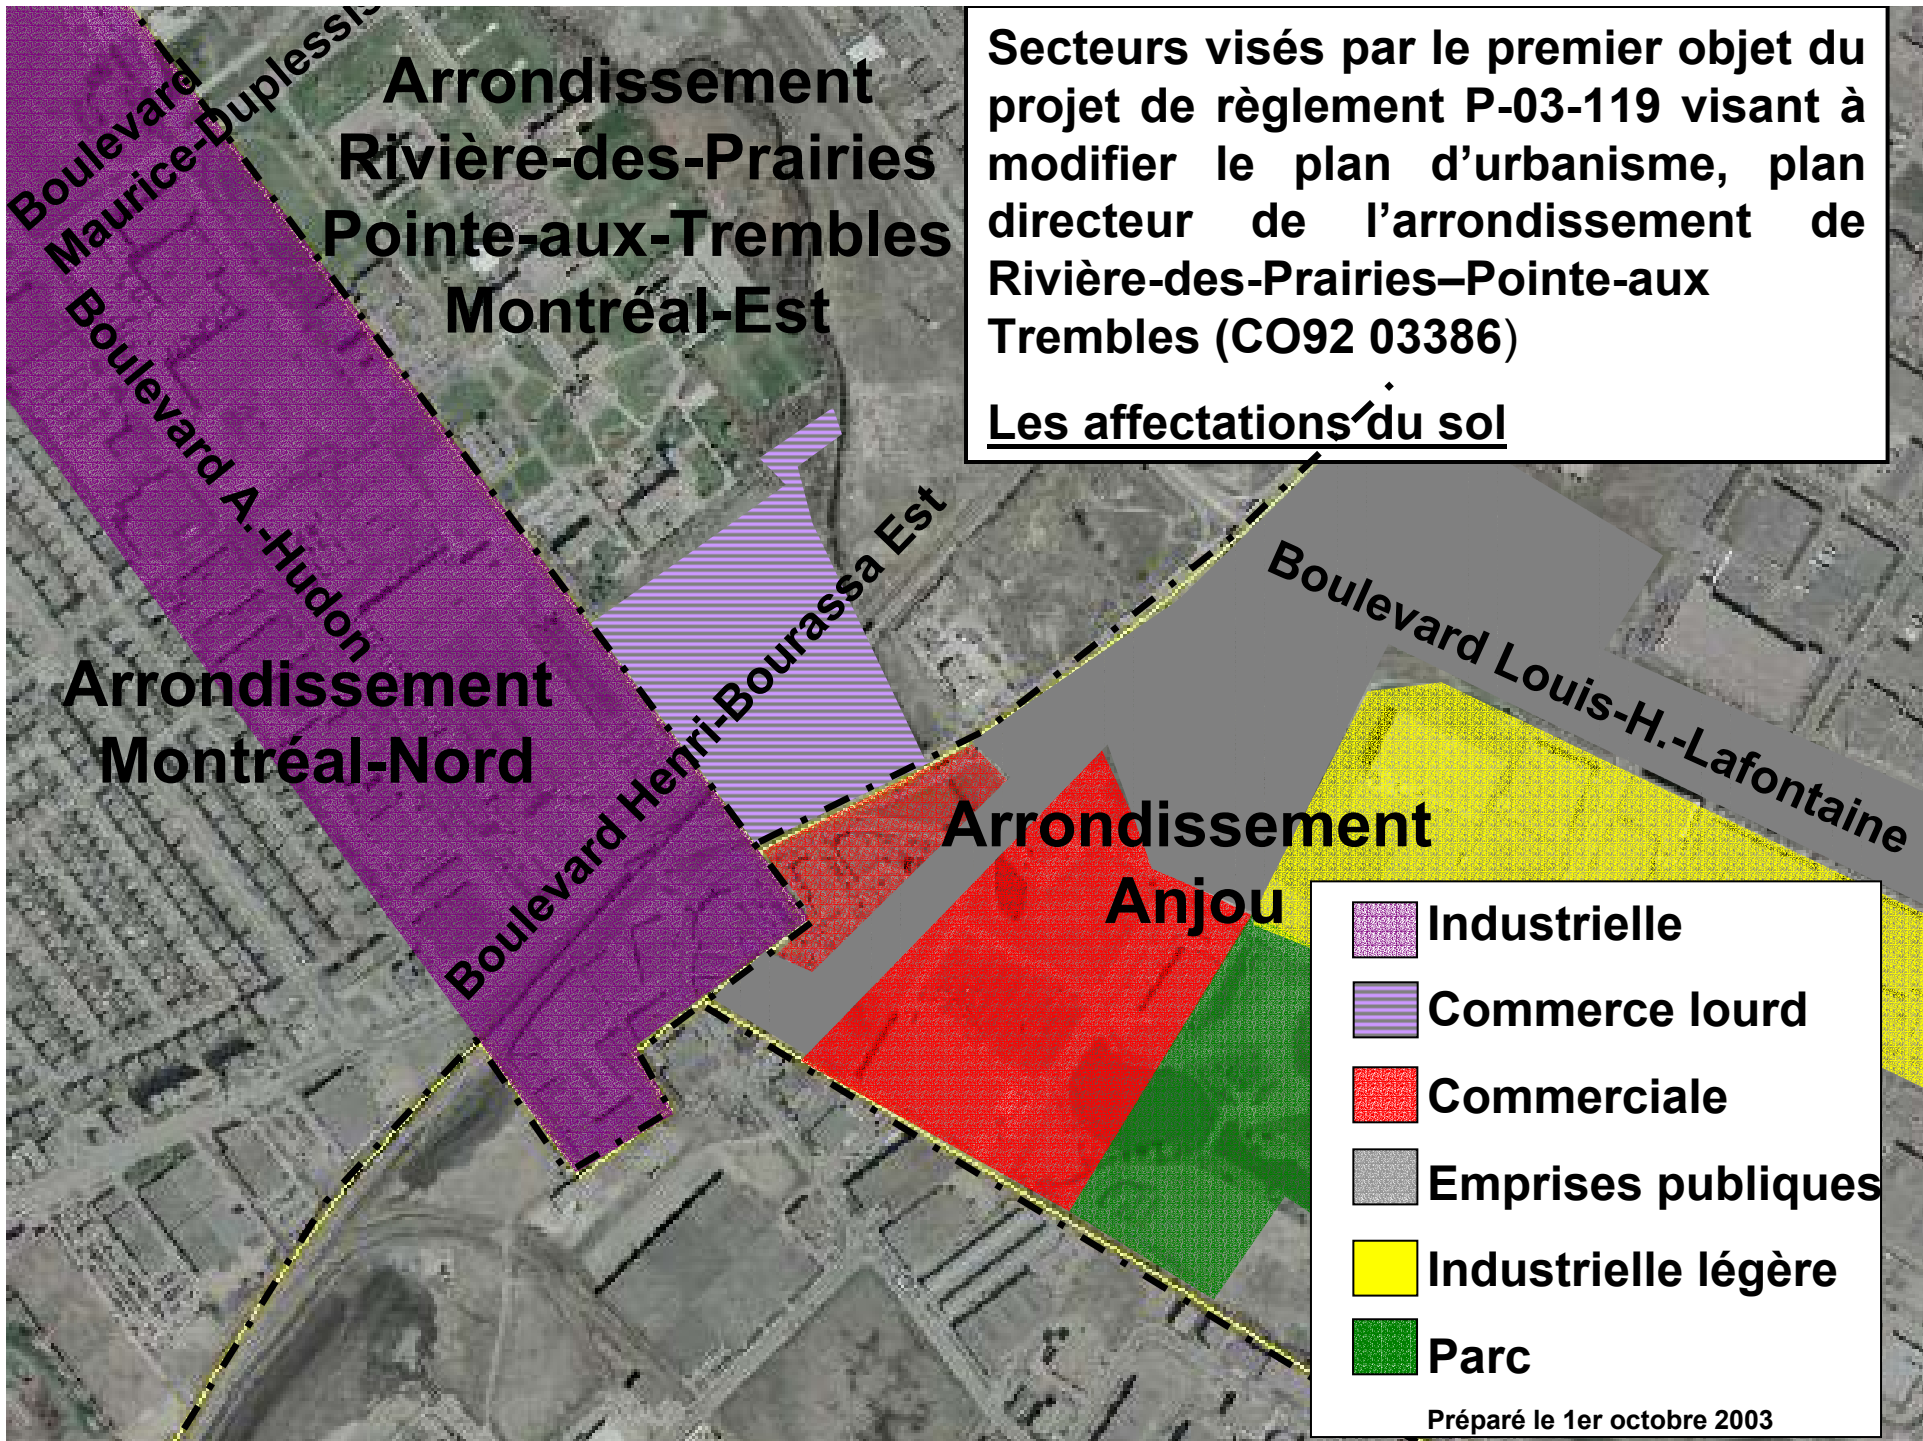 Secteurs visés par le premier objet du
projet de règlement P-03-119 visant à
modifier le plan d’urbanisme, plan
directeur de l’arrondissement de
Rivière-des-Prairies–Pointe-aux
Trembles (CO92 03386)
Les affectations du sol
Boulevard
Maurice-Duplessis
Arrondissement
Rivière-des-Prairies
Pointe-aux-Trembles
Montréal-Est
Boulevard A.-Hudon
Boulevard Henri-Bourassa Est
Boulevard Louis-H.-Lafontaine
Arrondissement
Montréal-Nord
Arrondissement
Anjou
Industrielle
Commerce lourd
Commerciale
Emprises publiques
Industrielle légère
Parc
Préparé le 1er octobre 2003